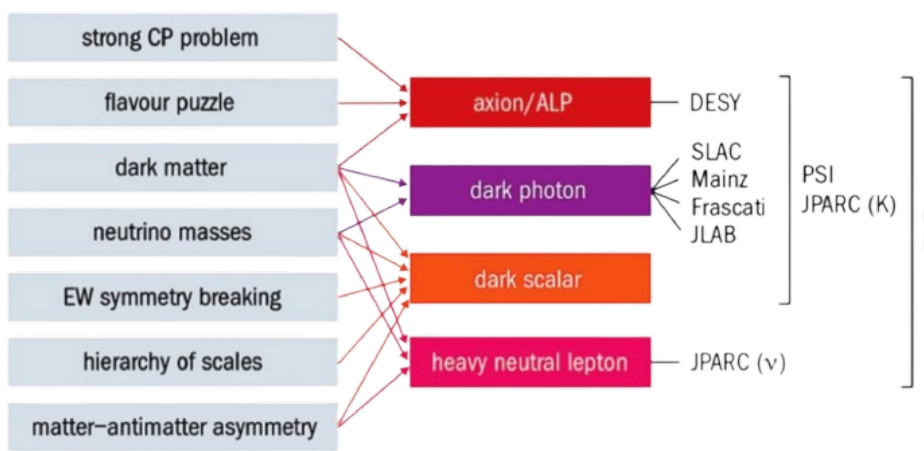 strong CP problem
flavour puzzle
dark matter
neutrino masses
EW symmetry breaking
hierarchy of scales
matter–antimatter asymmetry
axion/ALP
dark photon
dark scalar
heavy neutral lepton
DESY
SLAC
Mainz
Frascati
JLAB
JPARC (ν)
PSI
JPARC (K)